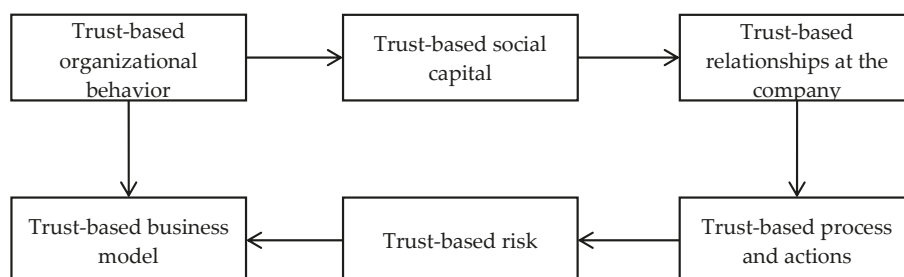 Trust-based
organizational
behavior
Trust-based social
capital
Trust-based
relationships at the
company
Trust-based business
model
Trust-based risk
Trust-based process
and actions